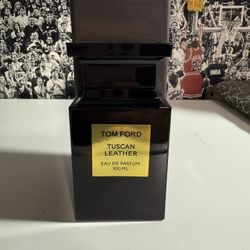 TOM FORD
TUSCAN
LEATHER
EAU DE PARFUM
100 ML